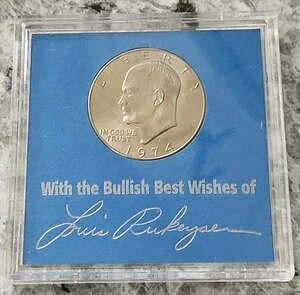 LIBERTY
IN GOD WE
TRUST
1974
With the Bullish Best Wishes of
Louis Rukeyser